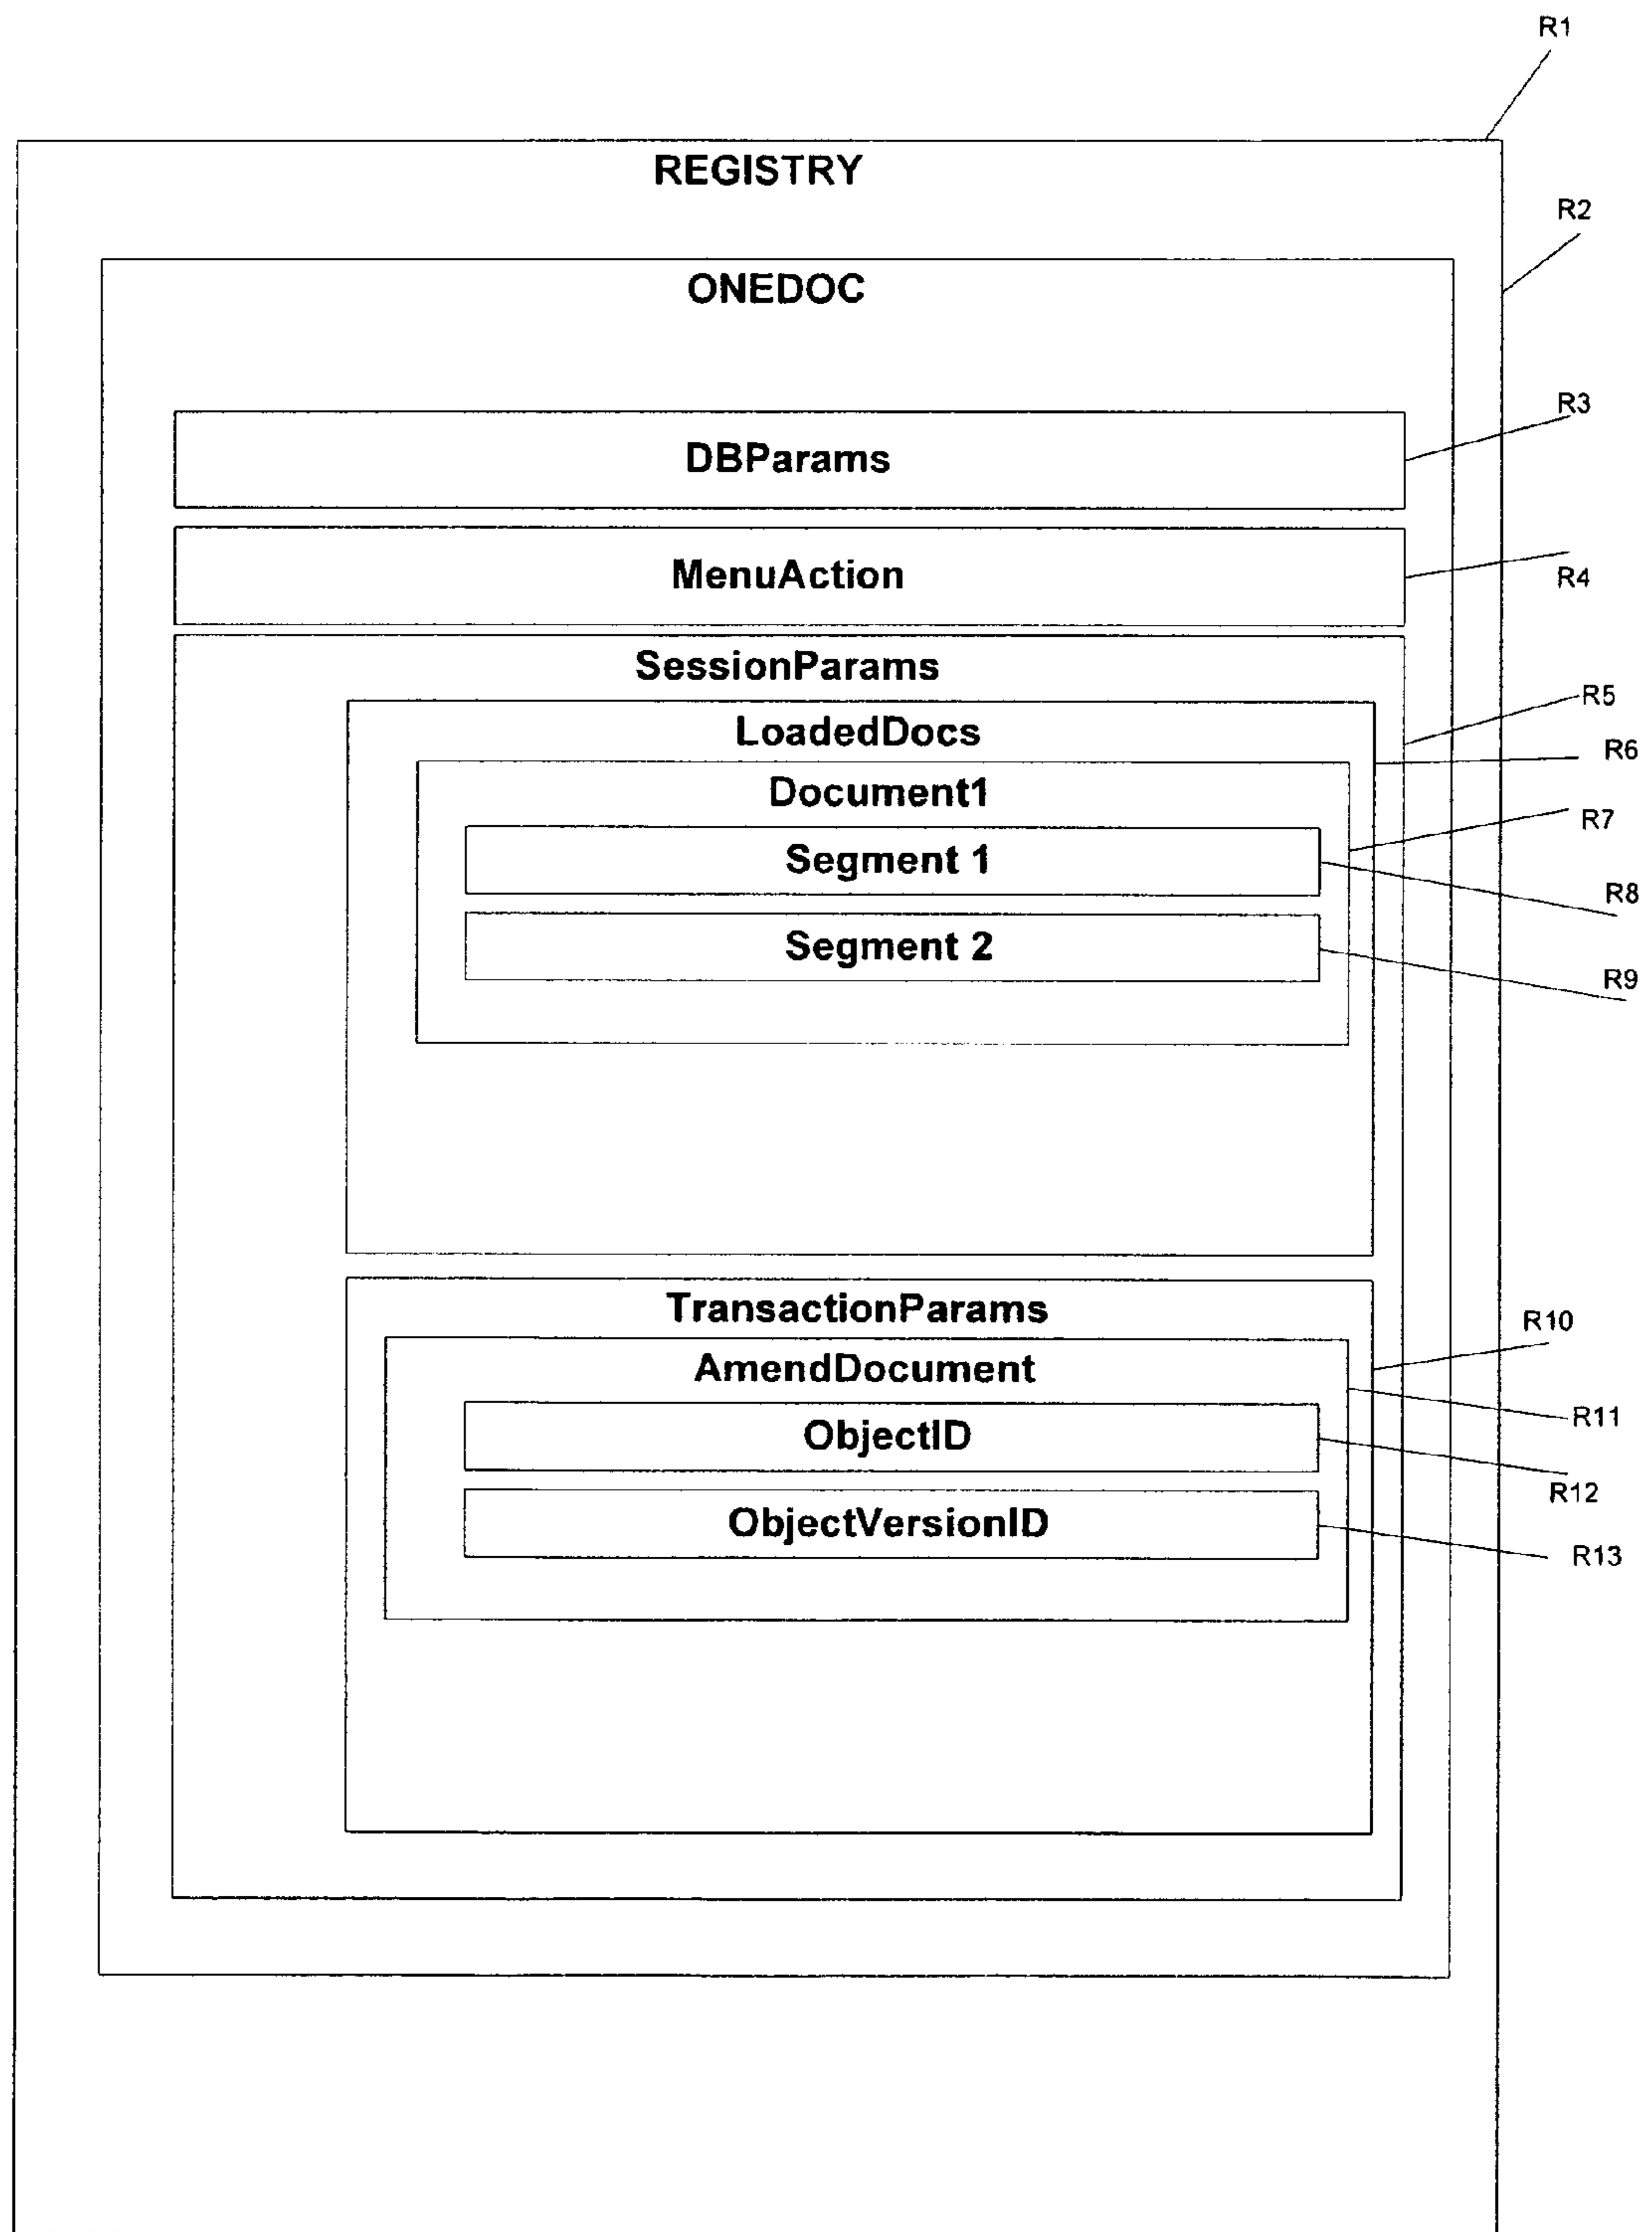 R1
REGISTRY
R2
ONEDOC
R3
DBParams
MenuAction
R4
SessionParams
R5
LoadedDocs
R6
Document1
R7
Segment 1
R8
Segment 2
R9
TransactionParams
R10
AmendDocument
R11
ObjectID
R12
ObjectVersionID
R13